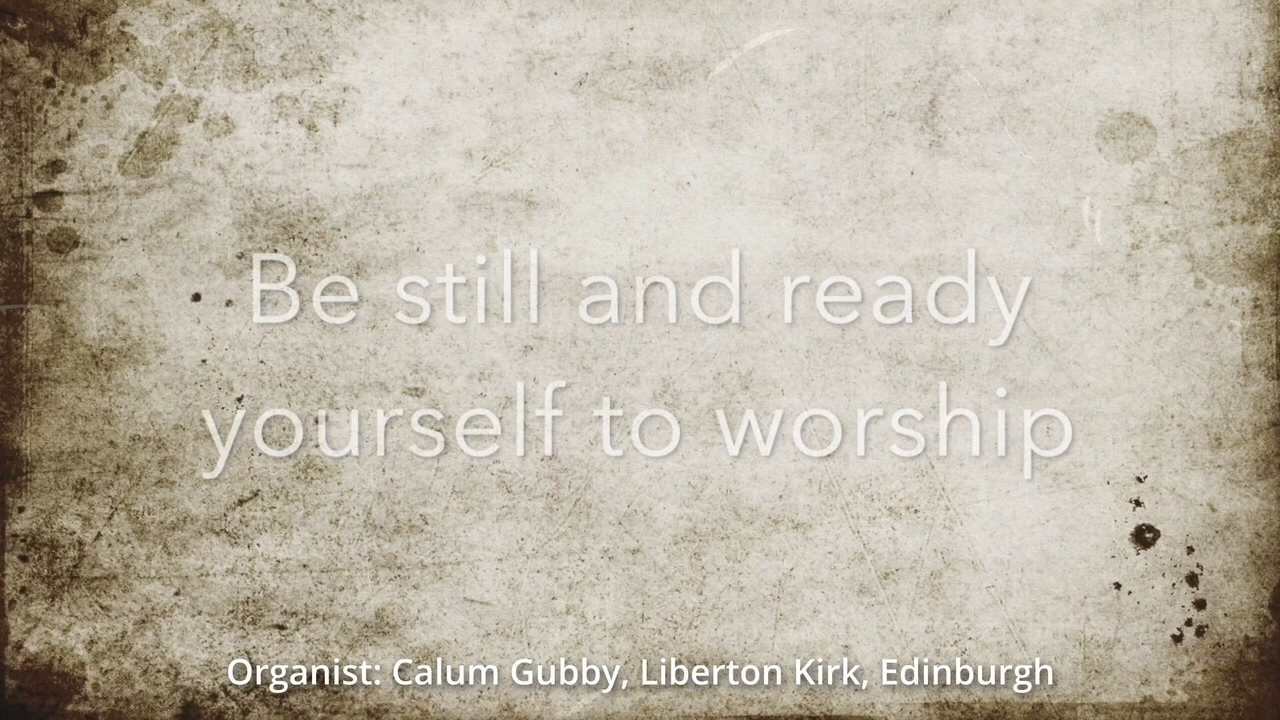 Be still and ready
yourself to worship
Organist: Calum Gubby, Liberton Kirk, Edinburgh